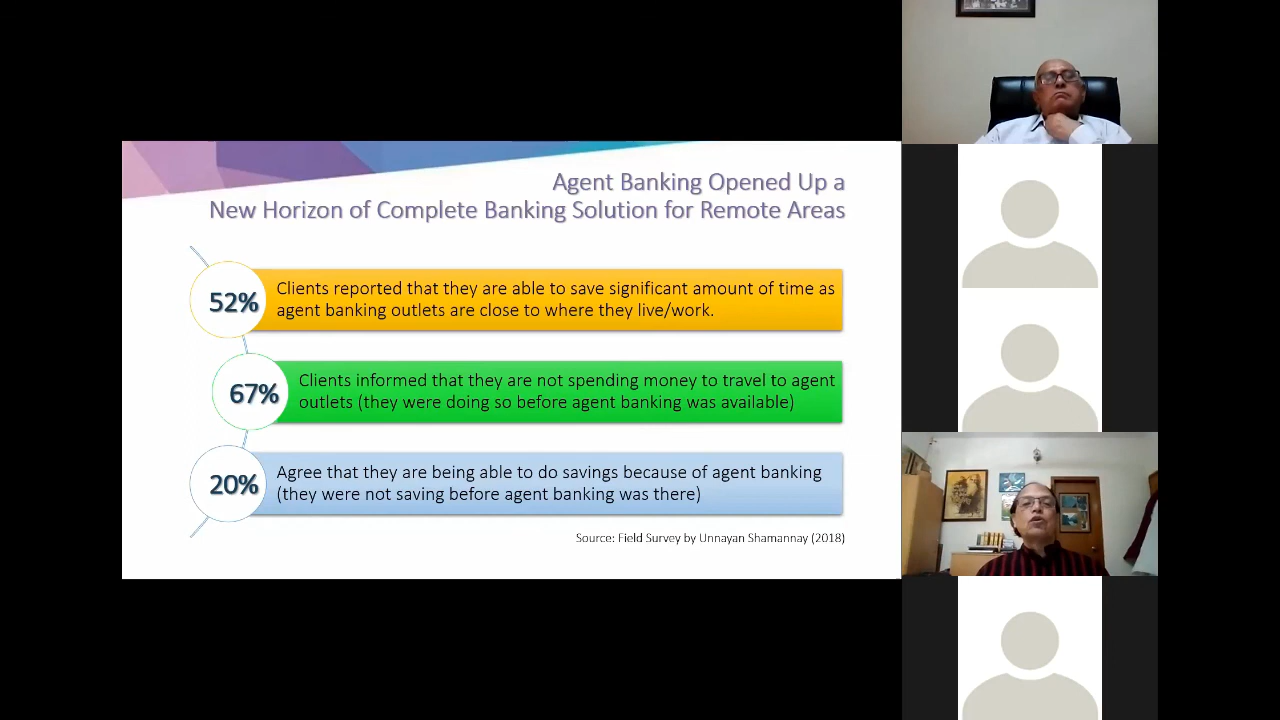 Agent Banking Opened Up a
New Horizon of Complete Banking Solution for Remote Areas
52%
Clients reported that they are able to save significant amount of time as
agent banking outlets are close to where they live/work.
67%
Clients informed that they are not spending money to travel to agent
outlets (they were doing so before agent banking was available)
20%
Agree that they are being able to do savings because of agent banking
(they were not saving before agent banking was there)
Source: Field Survey by Unnayan Shamannay (2018)